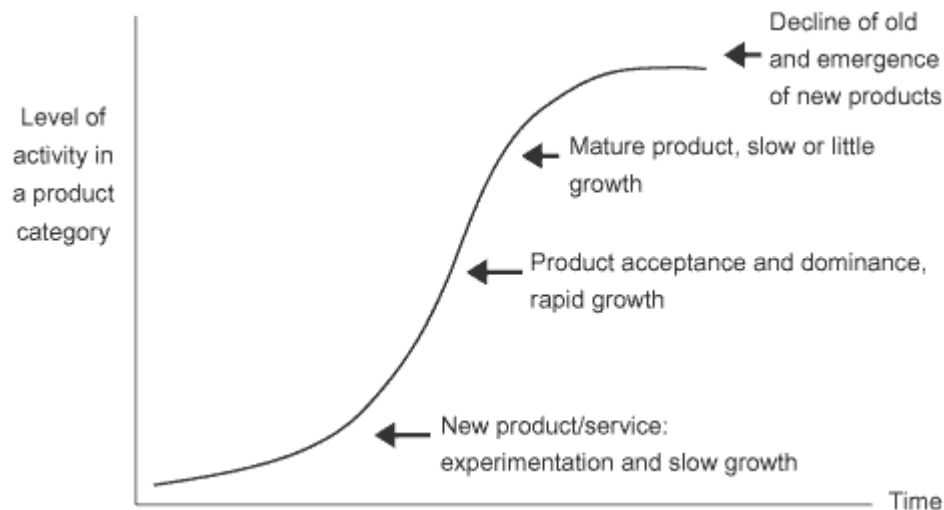 Level of
activity in
a product
category
Decline of old
and emergence
of new products
Mature product, slow or little
growth
Product acceptance and dominance,
rapid growth
New product/service:
experimentation and slow growth
Time